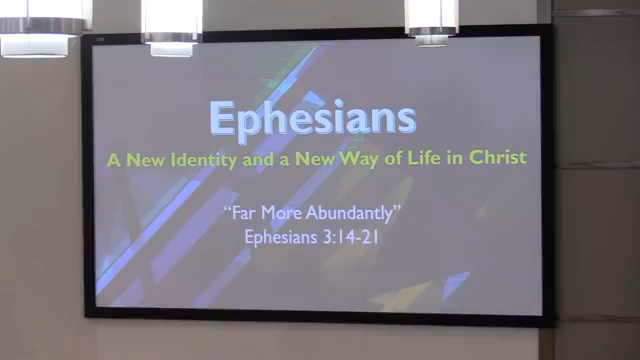 Ephesians
A New Identity and a New Way of Life in Christ
“Far More Abundantly”
Ephesians 3:14-21